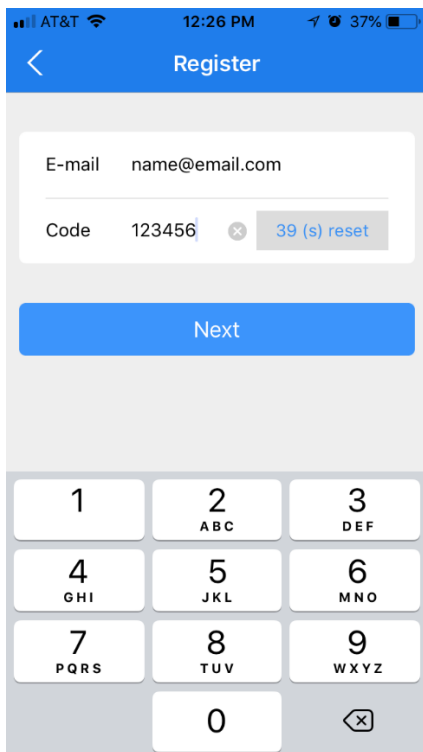 AT&T 12:26 PM 37%
Register
E-mail name@email.com
Code 123456 39 (s) reset
Next
1 2 3
ABC DEF
4 5 6
GHI JKL MNO
7 8 9
PQRS TUV WXYZ
0